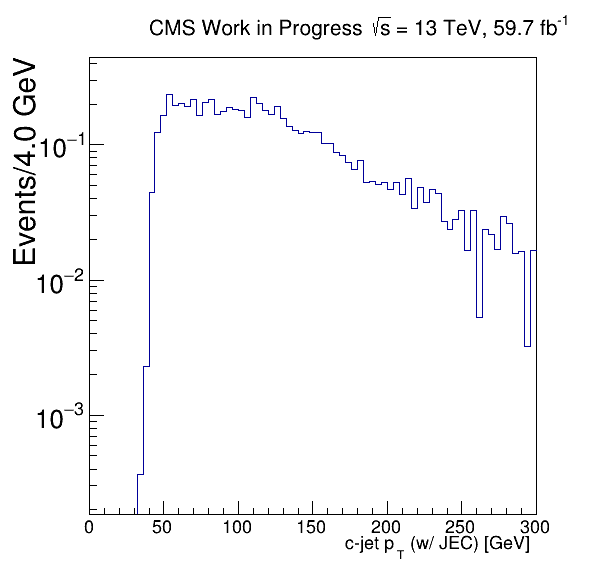 CMS Work in Progress √s = 13 TeV, 59.7 fb⁻¹
Events/4.0 GeV
10⁻¹
10⁻²
10⁻³
0 50 100 150 200 250 300
c-jet p_T (w/ JEC) [GeV]